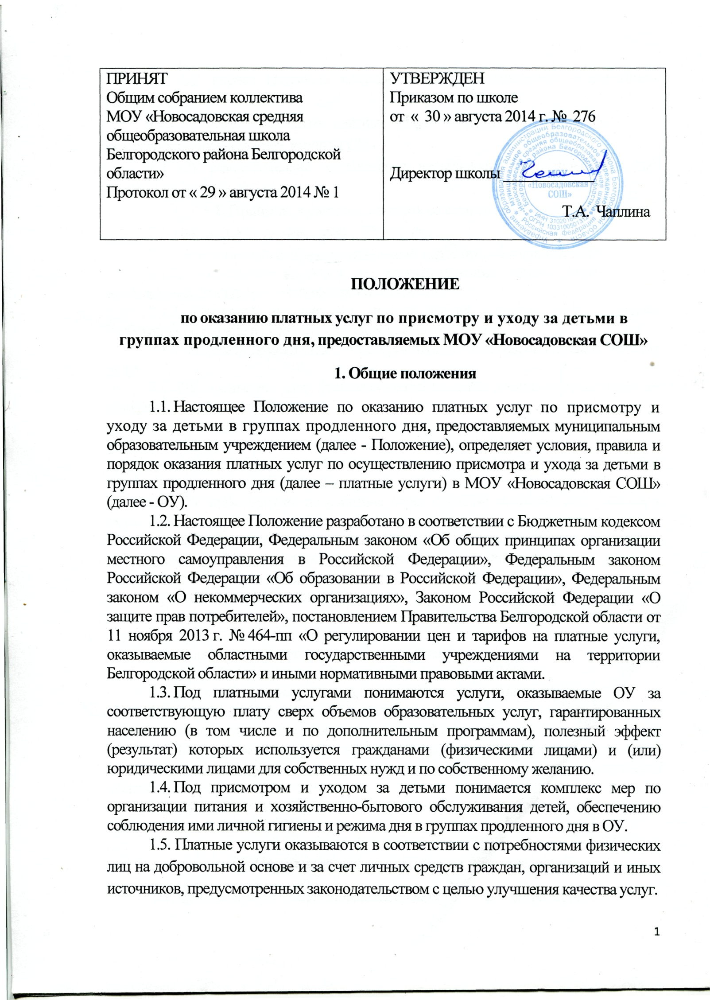 ПРИНЯТ
Общим собранием коллектива
МОУ «Новосадовская средняя
общеобразовательная школа
Белгородского района Белгородской
области»
Протокол от « 29 » августа 2014 № 1
УТВЕРЖДЕН
Приказом по школе
от « 30 » августа 2014 г. № 276
Директор школы
МОУ
«Новосадовская
СОШ»
Т.А. Чаплина
ПОЛОЖЕНИЕ
по оказанию платных услуг по присмотру и уходу за детьми в
группах продленного дня, предоставляемых МОУ «Новосадовская СОШ»
1. Общие положения
1.1. Настоящее Положение по оказанию платных услуг по присмотру и
уходу за детьми в группах продленного дня, предоставляемых муниципальным
образовательным учреждением (далее - Положение), определяет условия, правила и
порядок оказания платных услуг по осуществлению присмотра и ухода за детьми в
группах продленного дня (далее – платные услуги) в МОУ «Новосадовская СОШ»
(далее - ОУ).
1.2. Настоящее Положение разработано в соответствии с Бюджетным кодексом
Российской Федерации, Федеральным законом «Об общих принципах организации
местного самоуправления в Российской Федерации», Федеральным законом
Российской Федерации «Об образовании в Российской Федерации», Федеральным
законом «О некоммерческих организациях», Законом Российской Федерации «О
защите прав потребителей», постановлением Правительства Белгородской области от
11 ноября 2013 г. № 464-пп «О регулировании цен и тарифов на платные услуги,
оказываемые областными государственными учреждениями на территории
Белгородской области» и иными нормативными правовыми актами.
1.3. Под платными услугами понимаются услуги, оказываемые ОУ за
соответствующую плату сверх объемов образовательных услуг, гарантированных
населению (в том числе и по дополнительным программам), полезный эффект
(результат) которых используется гражданами (физическими лицами) и (или)
юридическими лицами для собственных нужд и по собственному желанию.
1.4. Под присмотром и уходом за детьми понимается комплекс мер по
организации питания и хозяйственно-бытового обслуживания детей, обеспечению
соблюдения ими личной гигиены и режима дня в группах продленного дня в ОУ.
1.5. Платные услуги оказываются в соответствии с потребностями физических
лиц на добровольной основе и за счет личных средств граждан, организаций и иных
источников, предусмотренных законодательством с целью улучшения качества услуг.
1